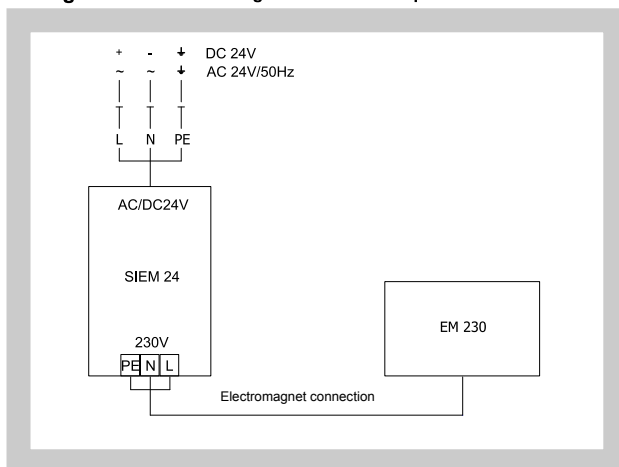 + - ⏚ DC 24V
~ ~ ⏚ AC 24V/50Hz
L N PE
AC/DC24V
SIEM 24
EM 230
230V
PE N L
Electromagnet connection